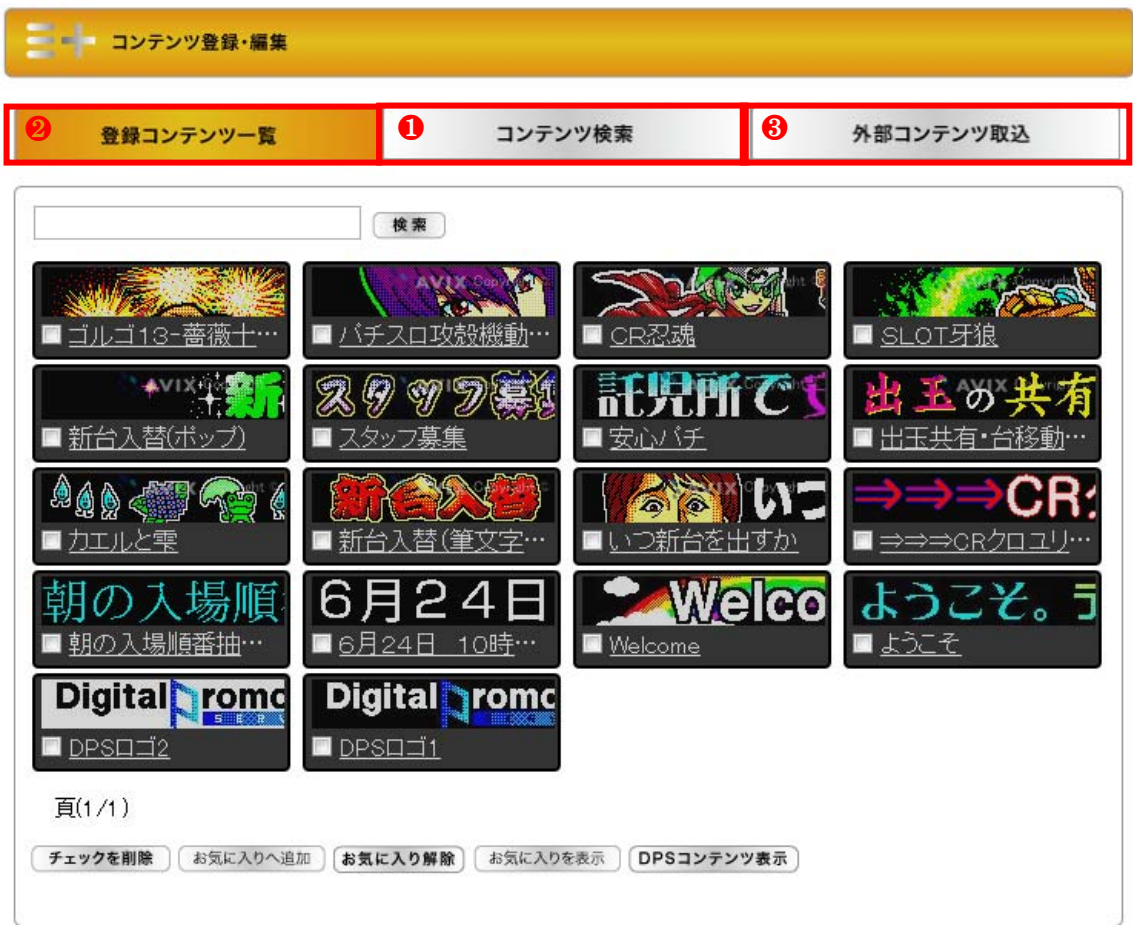 コンテンツ登録・編集
❷ 登録コンテンツ一覧 ❶ コンテンツ検索 ❸ 外部コンテンツ取込
検索
AVIX Copyright
ゴルゴ13-薔薇十… パチスロ攻殻機動… CR忍魂 SLOT牙狼
新 スタッフ募集 託児所で 出玉の共有
新台入替(ポップ) スタッフ募集 安心パチ 出玉共有・台移動…
新台入替 いつ ⇒⇒⇒CR
カエルと雫 新台入替(筆文字… いつ新台を出すか ⇒⇒⇒CRクロユリ…
朝の入場順 6月24日 Welco ようこそ。
朝の入場順番抽… 6月24日 10時… Welcome ようこそ
Digital Promo Digital Promo
DPSロゴ2 DPSロゴ1
頁(1/1)
チェックを削除 お気に入りへ追加 お気に入り解除 お気に入りを表示 DPSコンテンツ表示